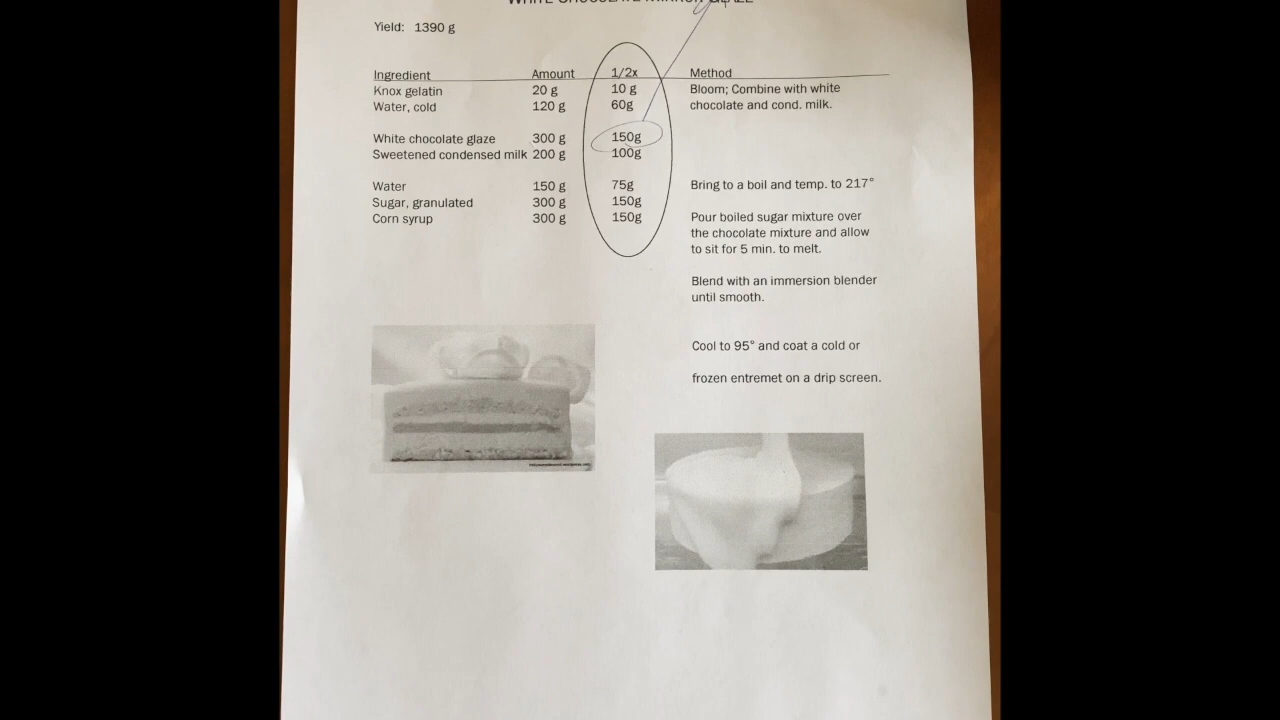 WHITE CHOCOLATE MIRROR GLAZE
Yield: 1390 g
Ingredient Amount 1/2x Method
Knox gelatin 20 g 10 g Bloom; Combine with white
Water, cold 120 g 60g chocolate and cond. milk.
White chocolate glaze 300 g 150g
Sweetened condensed milk 200 g 100g
Water 150 g 75g Bring to a boil and temp. to 217°
Sugar, granulated 300 g 150g
Corn syrup 300 g 150g Pour boiled sugar mixture over
the chocolate mixture and allow
to sit for 5 min. to melt.
Blend with an immersion blender
until smooth.
Cool to 95° and coat a cold or
frozen entremet on a drip screen.